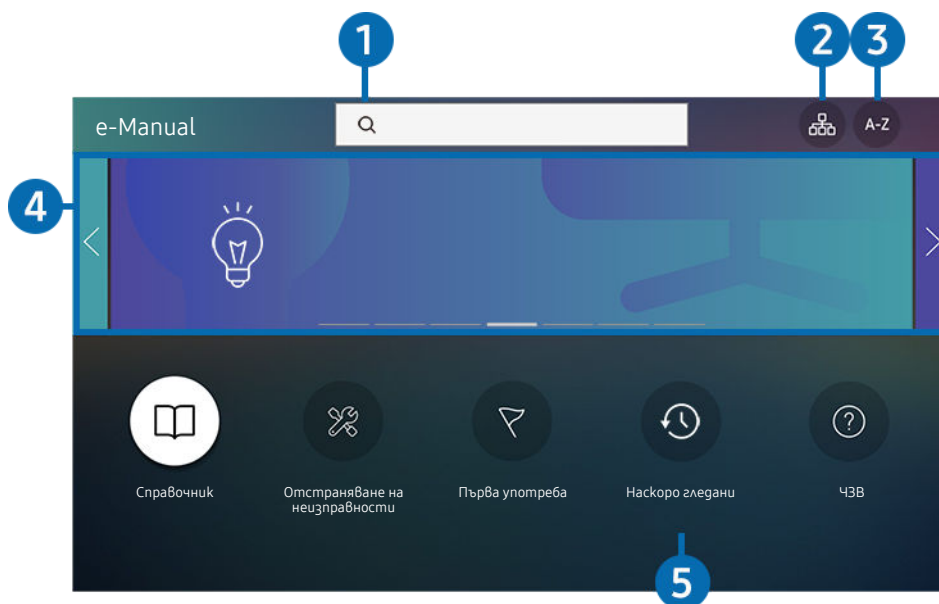 1
2
3
e-Manual
A-Z
4
Справочник
Отстраняване на
неизправности
Първа употреба
Наскоро гледани
ЧЗВ
5